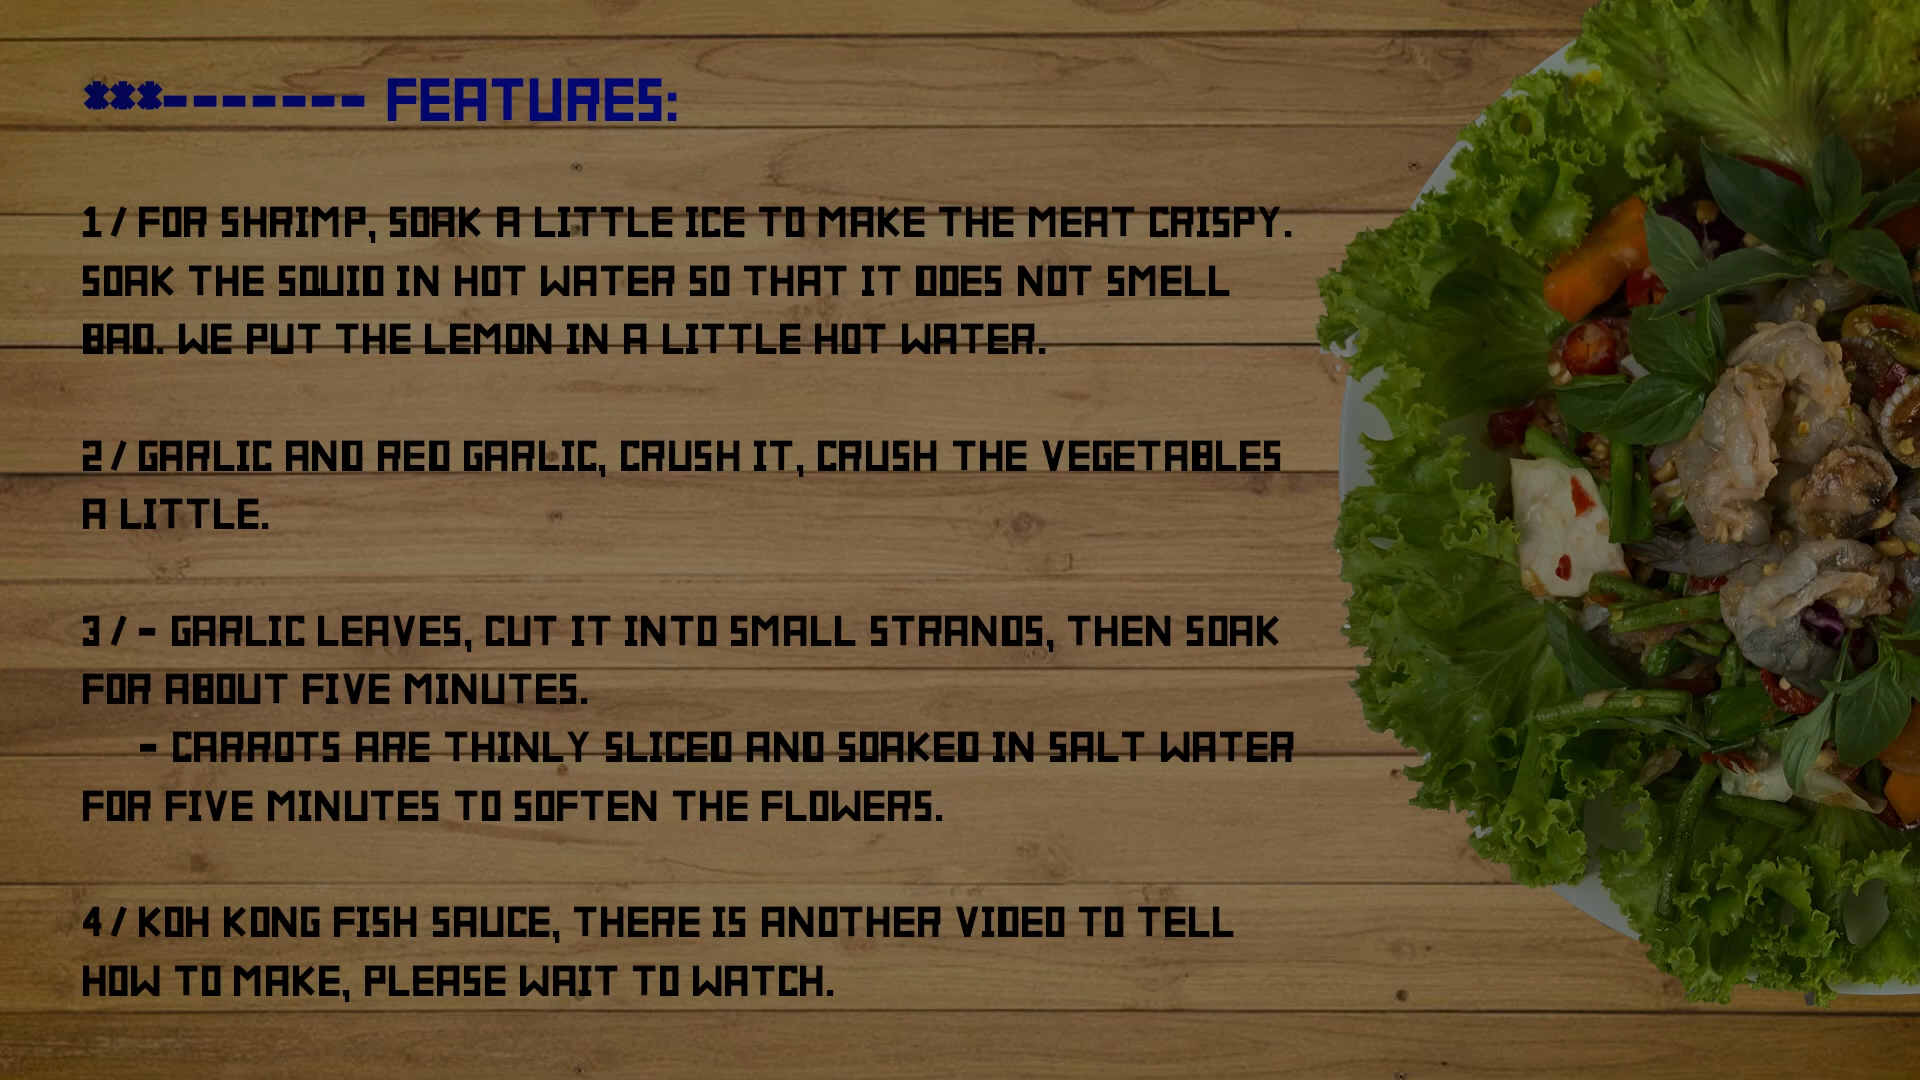 ***------- FEATURES:
1 / FOR SHRIMP, SOAK A LITTLE ICE TO MAKE THE MEAT CRISPY.
SOAK THE SQUID IN HOT WATER SO THAT IT DOES NOT SMELL
BAD. WE PUT THE LEMON IN A LITTLE HOT WATER.
2 / GARLIC AND RED GARLIC, CRUSH IT, CRUSH THE VEGETABLES
A LITTLE.
3 / - GARLIC LEAVES, CUT IT INTO SMALL STRANDS, THEN SOAK
FOR ABOUT FIVE MINUTES.
- CARROTS ARE THINLY SLICED AND SOAKED IN SALT WATER
FOR FIVE MINUTES TO SOFTEN THE FLOWERS.
4 / KOH KONG FISH SAUCE, THERE IS ANOTHER VIDEO TO TELL
HOW TO MAKE, PLEASE WAIT TO WATCH.